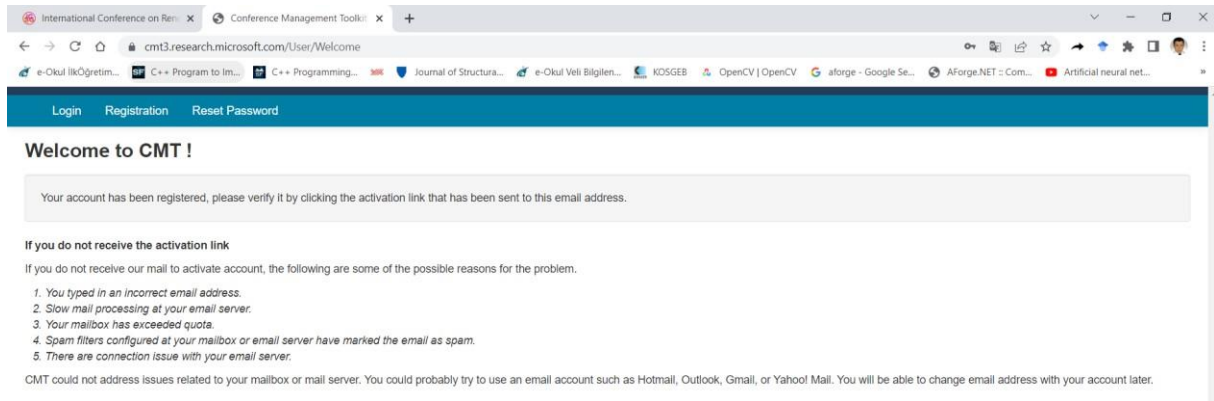 International Conference on Ren
Conference Management Toolki
cmt3.research.microsoft.com/User/Welcome
e-Okul İlkÖğretim...
C++ Program to Im...
C++ Programming...
Journal of Structura...
e-Okul Veli Bilgilen...
KOSGEB
OpenCV | OpenCV
aforge - Google Se...
AForge.NET :: Com...
Artificial neural net...
Login Registration Reset Password
Welcome to CMT !
Your account has been registered, please verify it by clicking the activation link that has been sent to this email address.
If you do not receive the activation link
If you do not receive our mail to activate account, the following are some of the possible reasons for the problem.
1. You typed in an incorrect email address.
2. Slow mail processing at your email server.
3. Your mailbox has exceeded quota.
4. Spam filters configured at your mailbox or email server have marked the email as spam.
5. There are connection issue with your email server.
CMT could not address issues related to your mailbox or mail server. You could probably try to use an email account such as Hotmail, Outlook, Gmail, or Yahoo! Mail. You will be able to change email address with your account later.